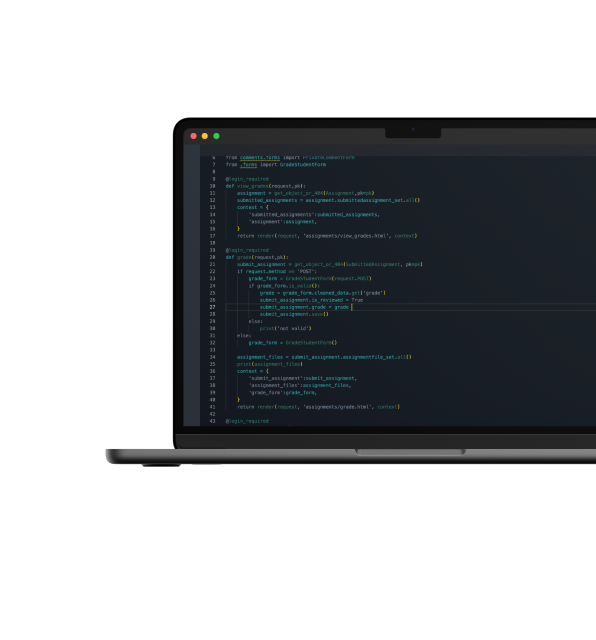 6 from comments.forms import PrivateCommentForm
7 from .forms import GradeStudentForm
8
9 @login_required
10 def view_grades(request,pk):
11 assignment = get_object_or_404(Assignment,pk=pk)
12 submitted_assignments = assignment.submittedassignment_set.all()
13 context = {
14 'submitted_assignments':submitted_assignments,
15 'assignment':assignment,
16 }
17 return render(request, 'assignments/view_grades.html', context)
18
19 @login_required
20 def grade(request,pk):
21 submit_assignment = get_object_or_404(SubmittedAssignment, pk=pk)
22 if request.method == 'POST':
23 grade_form = GradeStudentForm(request.POST)
24 if grade_form.is_valid():
25 grade = grade_form.cleaned_data.get('grade')
26 submit_assignment.is_reviewed = True
27 submit_assignment.grade = grade
28 submit_assignment.save()
29 else:
30 print('not valid')
31 else:
32 grade_form = GradeStudentForm()
33
34 assignment_files = submit_assignment.assignmentfile_set.all()
35 print(assignment_files)
36 context = {
37 'submit_assignment':submit_assignment,
38 'assignment_files':assignment_files,
39 'grade_form':grade_form,
40 }
41 return render(request, 'assignments/grade.html', context)
42
43 @login_required